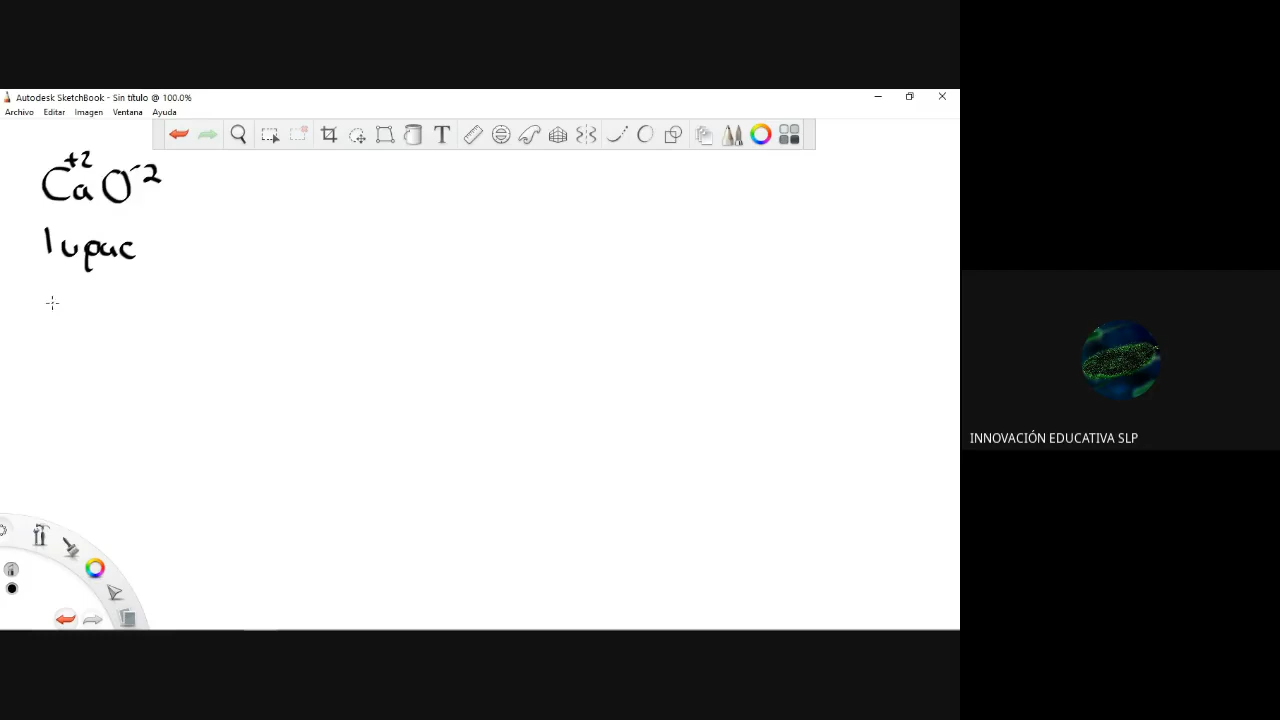 Autodesk SketchBook - Sin título @ 100.0%
Archivo Editar Imagen Ventana Ayuda
T
Ca+2 O-2
Iupac
INNOVACIÓN EDUCATIVA SLP